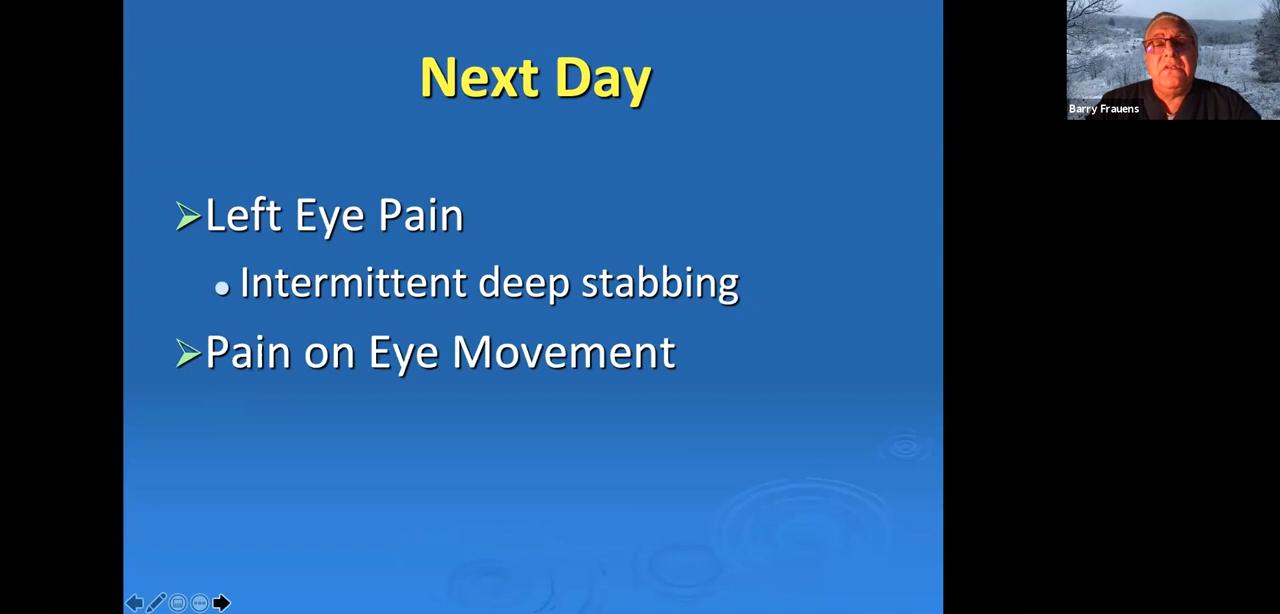 Next Day
Left Eye Pain
Intermittent deep stabbing
Pain on Eye Movement
Barry Frauens